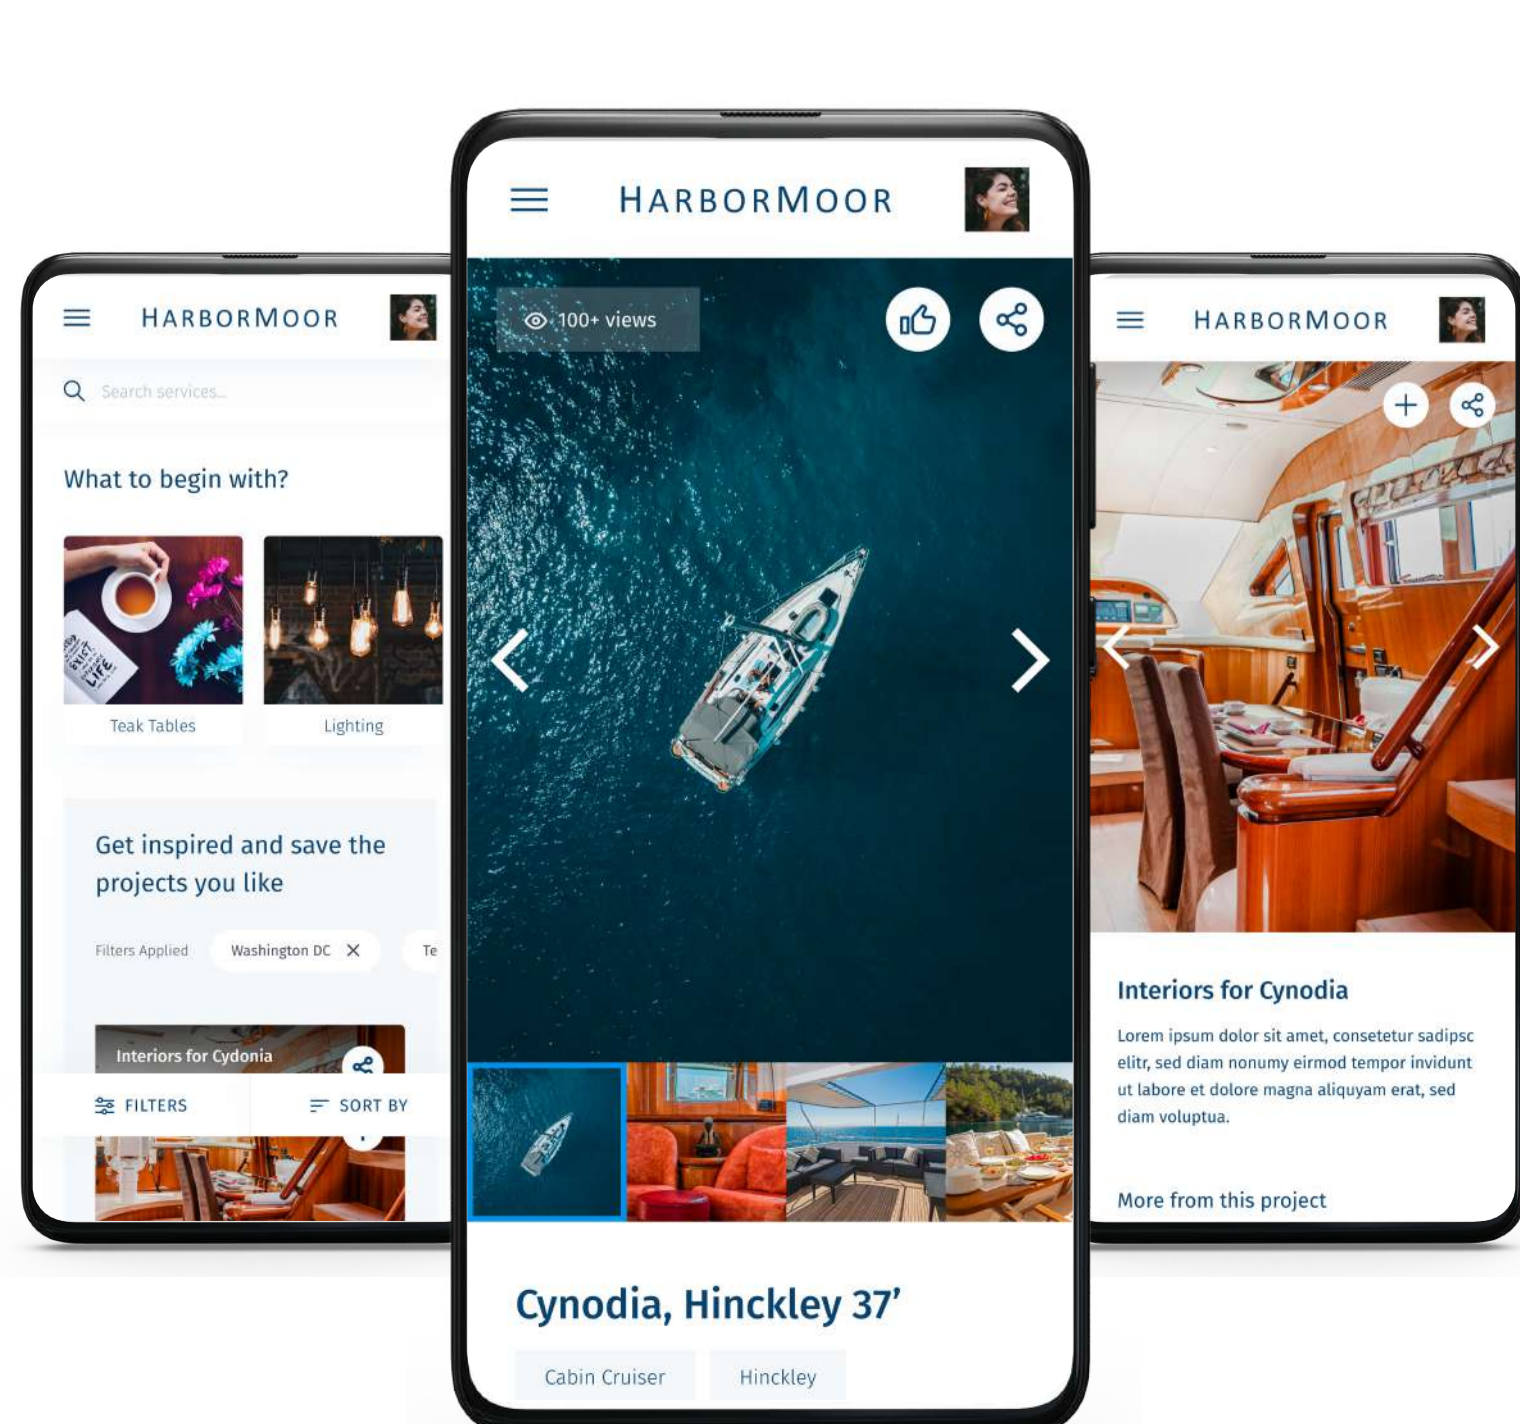 HARBORMOOR
Search services...
What to begin with?
EXIST
LIFE
Teak Tables
Lighting
Get inspired and save the
projects you like
Filters Applied
Washington DC
Te
Interiors for Cydonia
FILTERS
SORT BY
HARBORMOOR
100+ views
Cynodia, Hinckley 37’
Cabin Cruiser
Hinckley
HARBORMOOR
Interiors for Cynodia
Lorem ipsum dolor sit amet, consetetur sadipsc
elitr, sed diam nonumy eirmod tempor invidunt
ut labore et dolore magna aliquyam erat, sed
diam voluptua.
More from this project